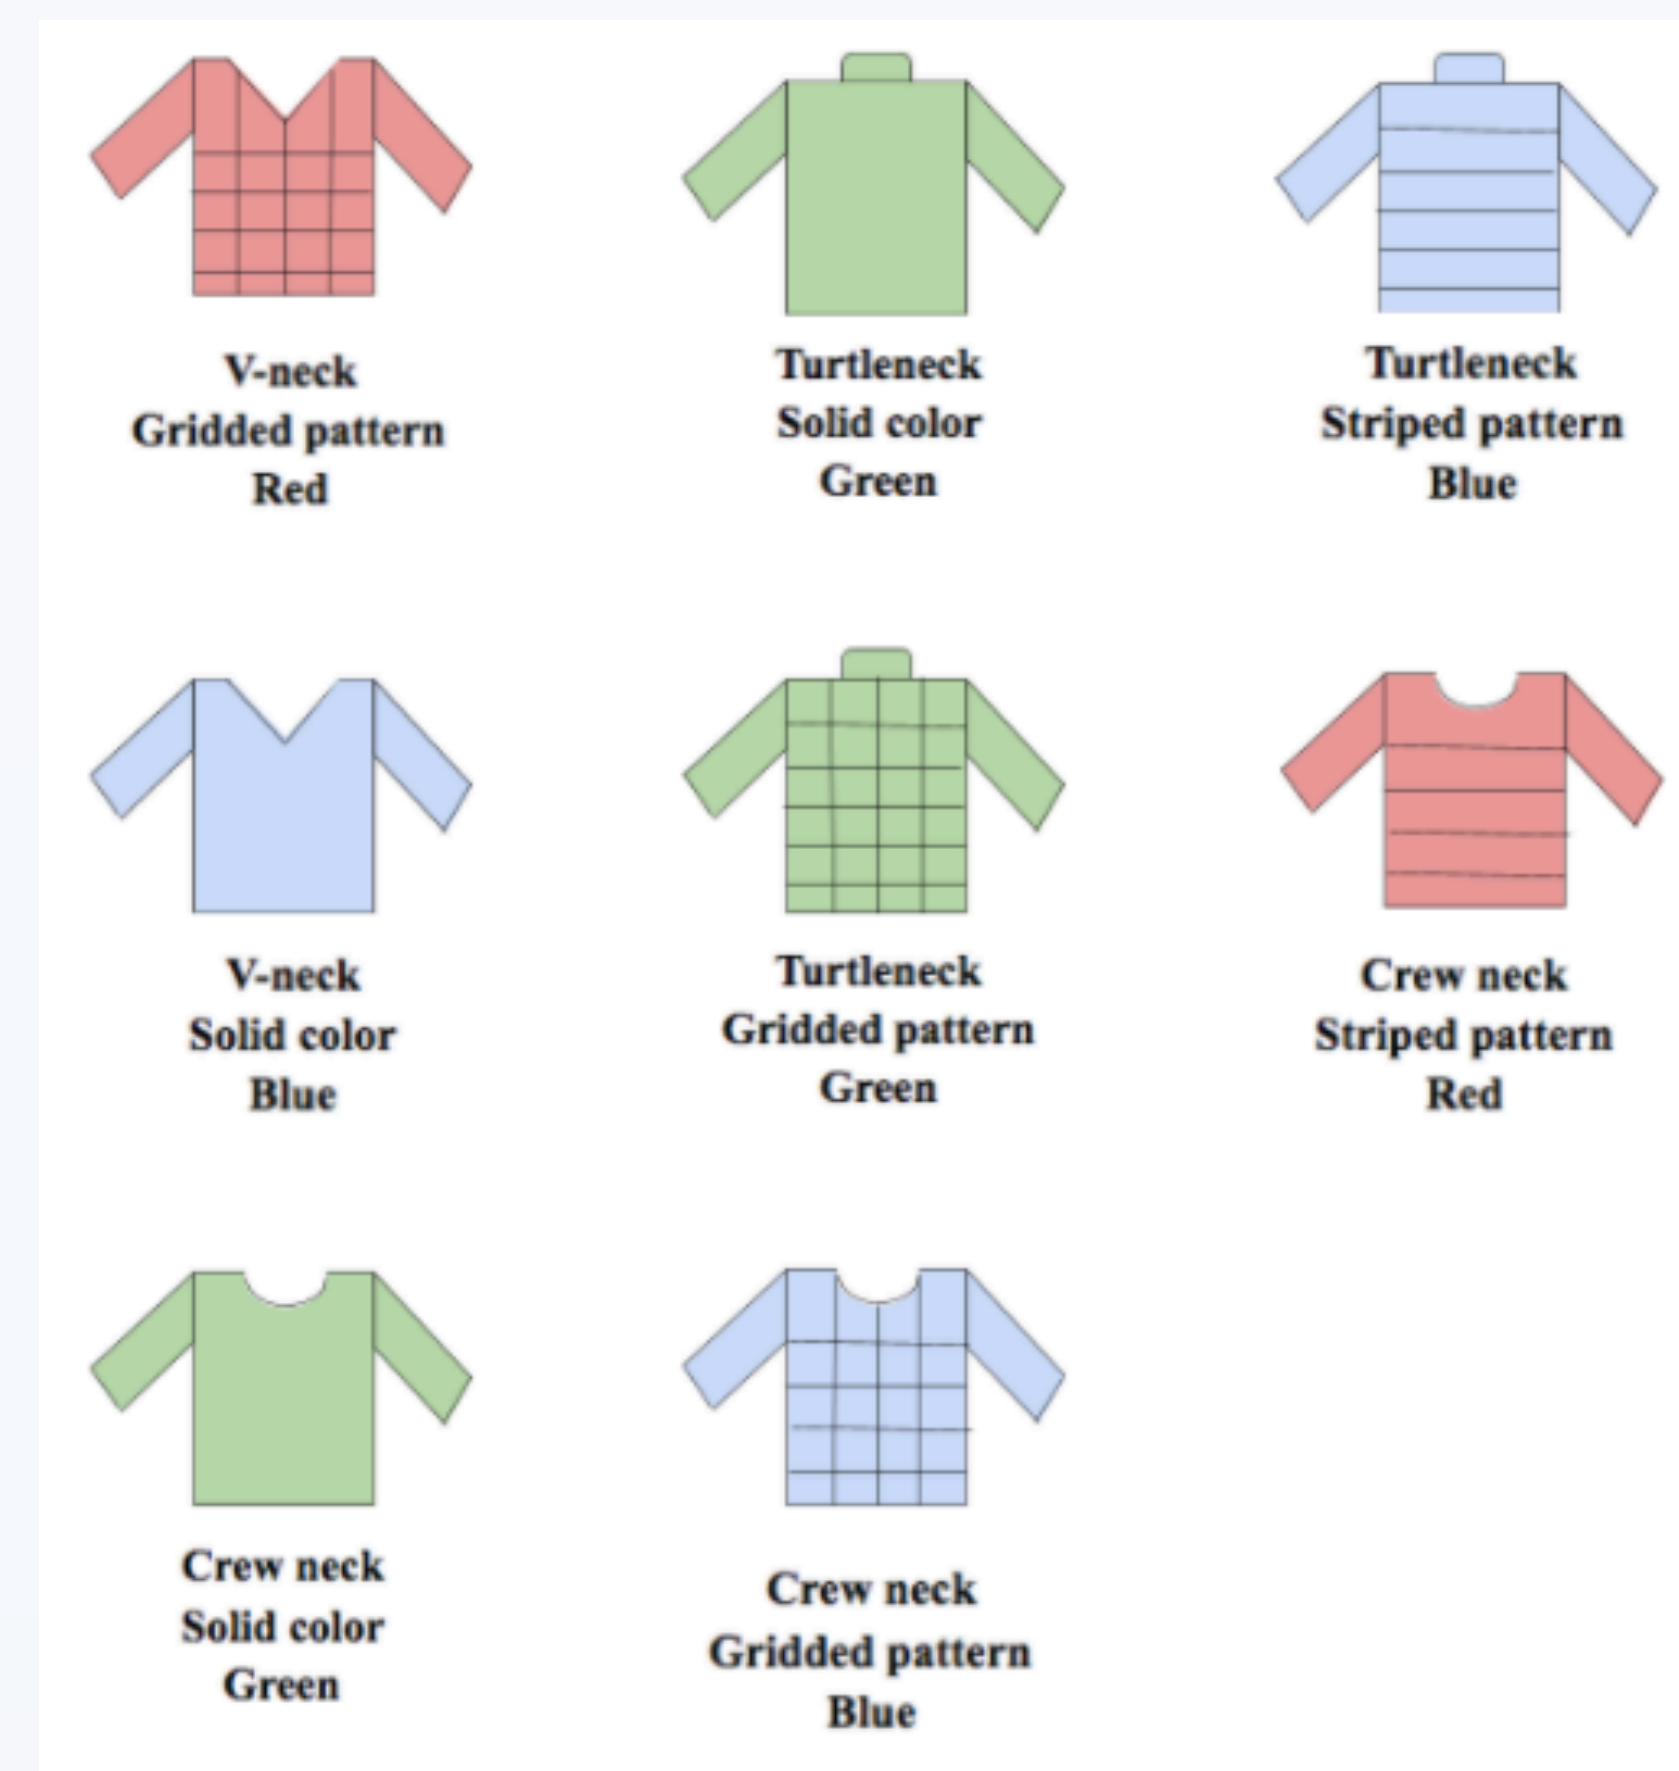 V-neck
Gridded pattern
Red
Turtleneck
Solid color
Green
Turtleneck
Striped pattern
Blue
V-neck
Solid color
Blue
Turtleneck
Gridded pattern
Green
Crew neck
Striped pattern
Red
Crew neck
Solid color
Green
Crew neck
Gridded pattern
Blue